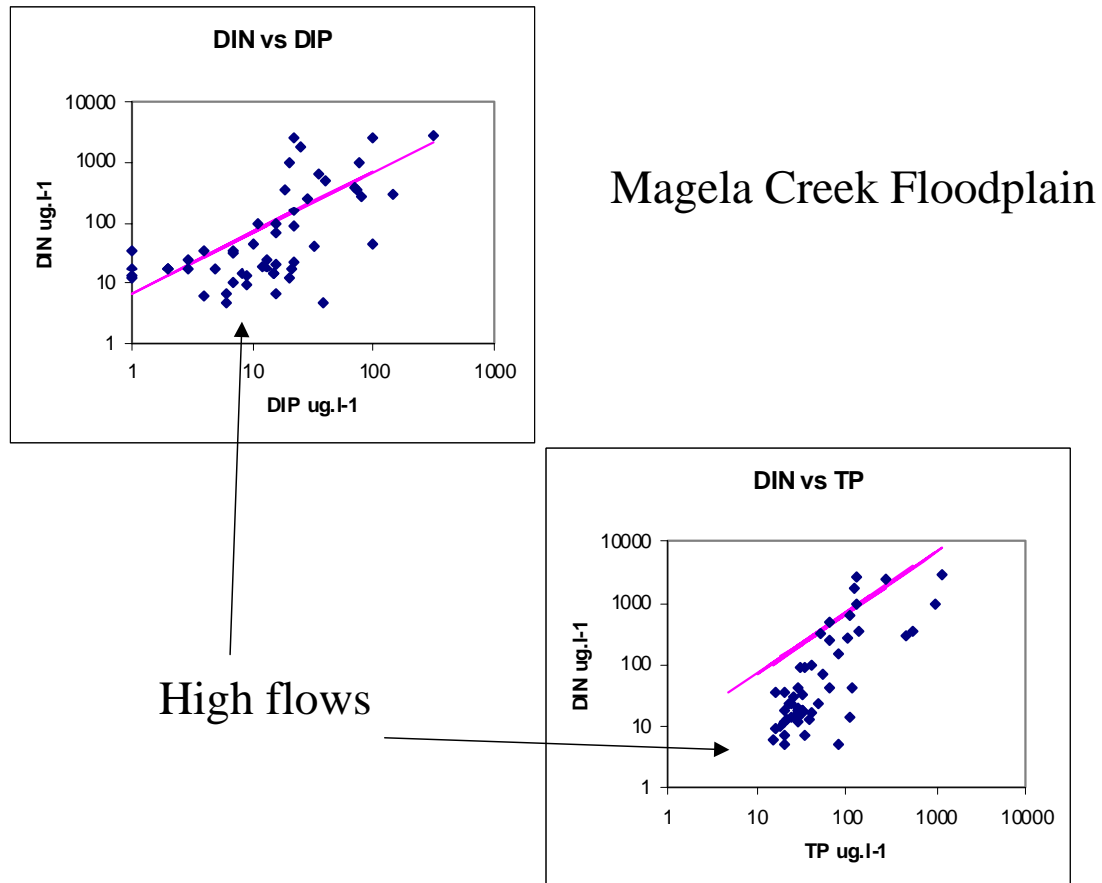 DIN vs DIP
10000
1000
100
10
1
DIN ug.l-1
1 10 100 1000
DIP ug.l-1
Magela Creek Floodplain
High flows
DIN vs TP
10000
1000
100
10
1
DIN ug.l-1
1 10 100 1000 10000
TP ug.l-1